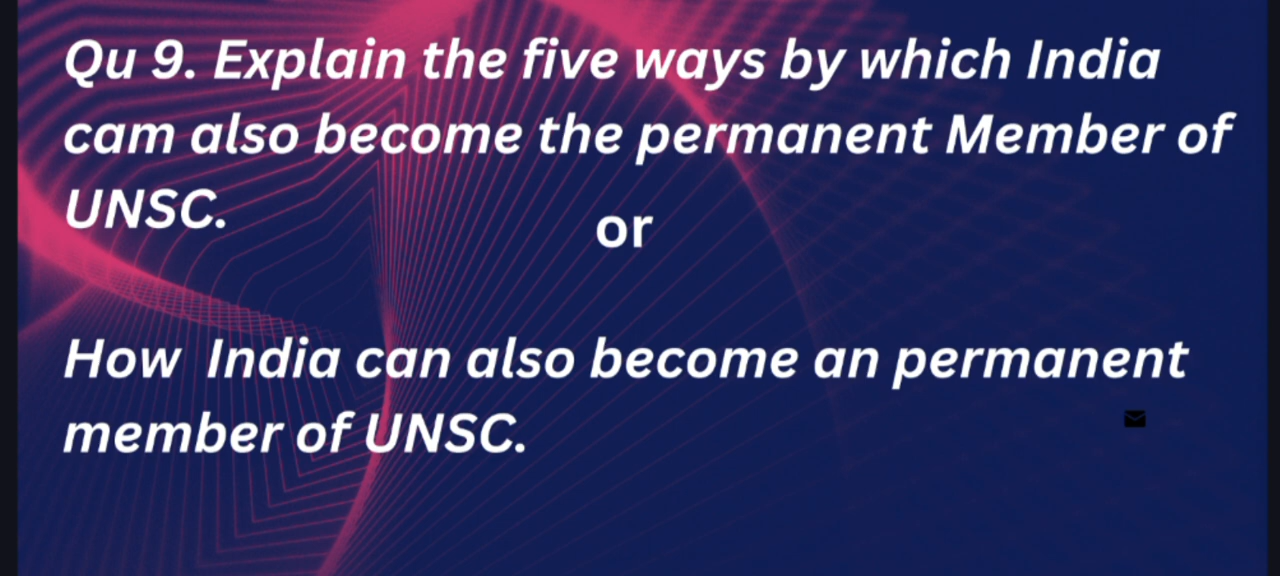 Qu 9. Explain the five ways by which India
cam also become the permanent Member of
UNSC.
or
How India can also become an permanent
member of UNSC.